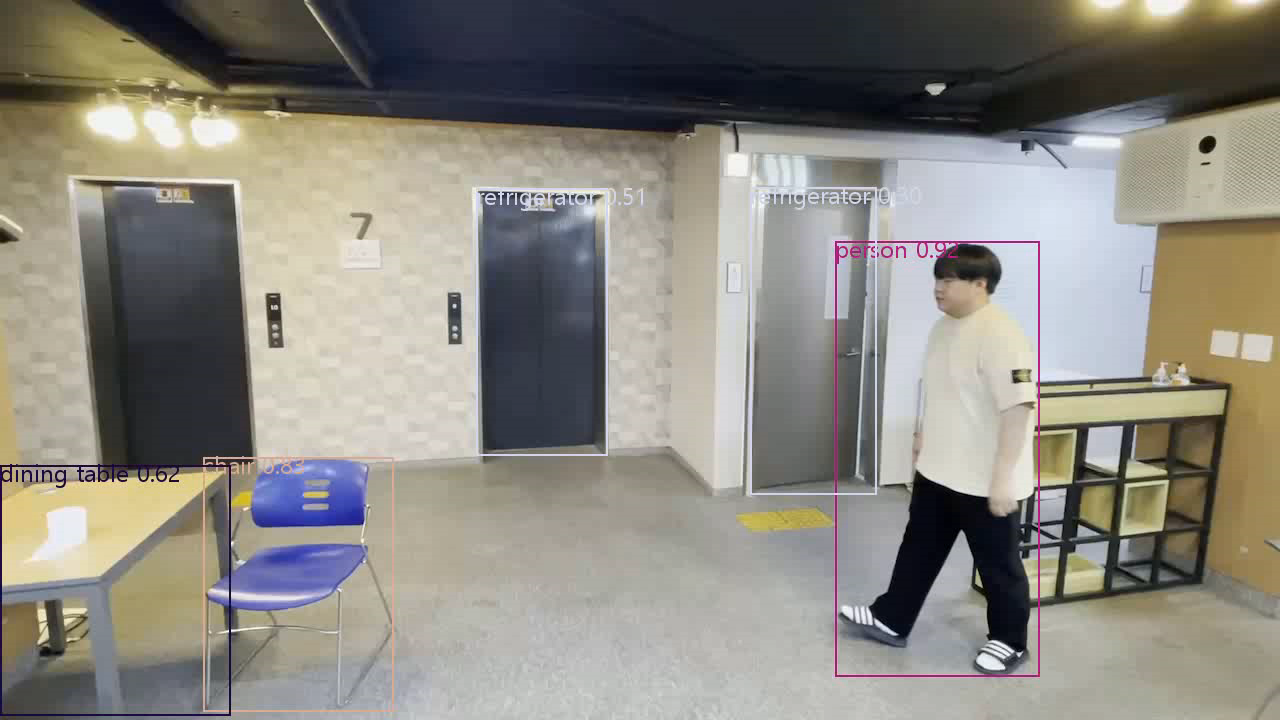 refrigerator 0.51
refrigerator 0.30
7
person 0.92
chair 0.83
dining table 0.62